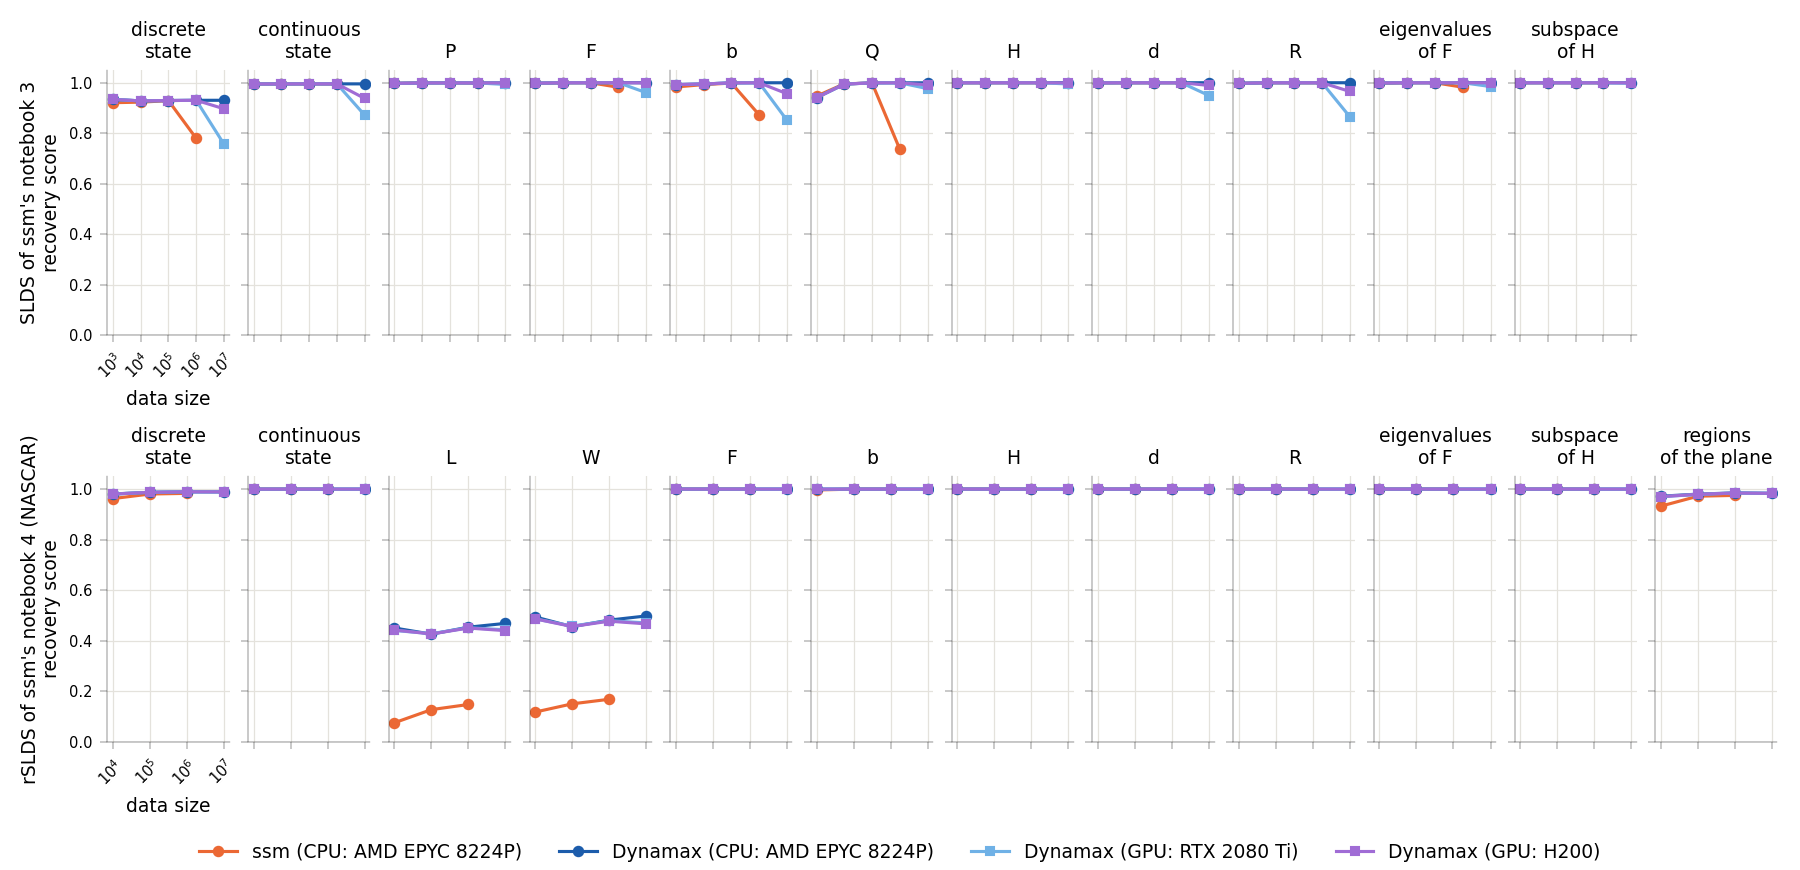 discrete
state
continuous
state
P
F
b
Q
H
d
R
eigenvalues
of F
subspace
of H
SLDS of ssm's notebook 3
recovery score
1.0
0.8
0.6
0.4
0.2
0.0
10³
10⁴
10⁵
10⁶
10⁷
data size
discrete
state
continuous
state
L
W
F
b
H
d
R
eigenvalues
of F
subspace
of H
regions
of the plane
rSLDS of ssm's notebook 4 (NASCAR)
recovery score
1.0
0.8
0.6
0.4
0.2
0.0
10⁴
10⁵
10⁶
10⁷
data size
ssm (CPU: AMD EPYC 8224P)
Dynamax (CPU: AMD EPYC 8224P)
Dynamax (GPU: RTX 2080 Ti)
Dynamax (GPU: H200)